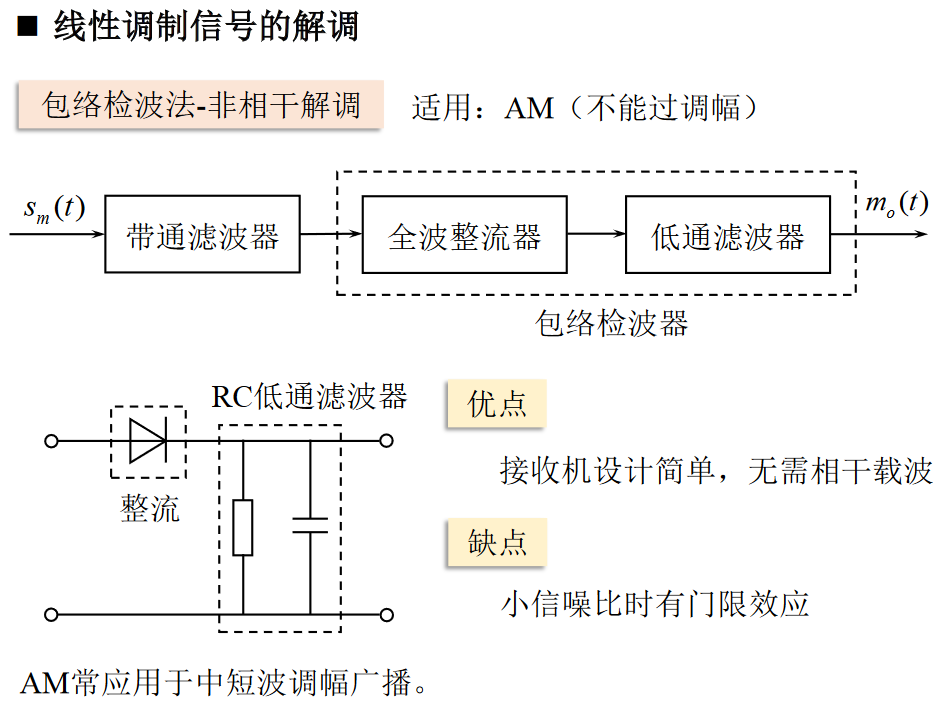 ■ 线性调制信号的解调
包络检波法-非相干解调
适用：AM（不能过调幅）
sₘ(t)
带通滤波器
全波整流器
低通滤波器
mₒ(t)
包络检波器
RC低通滤波器
整流
优点
接收机设计简单，无需相干载波
缺点
小信噪比时有门限效应
AM常应用于中短波调幅广播。